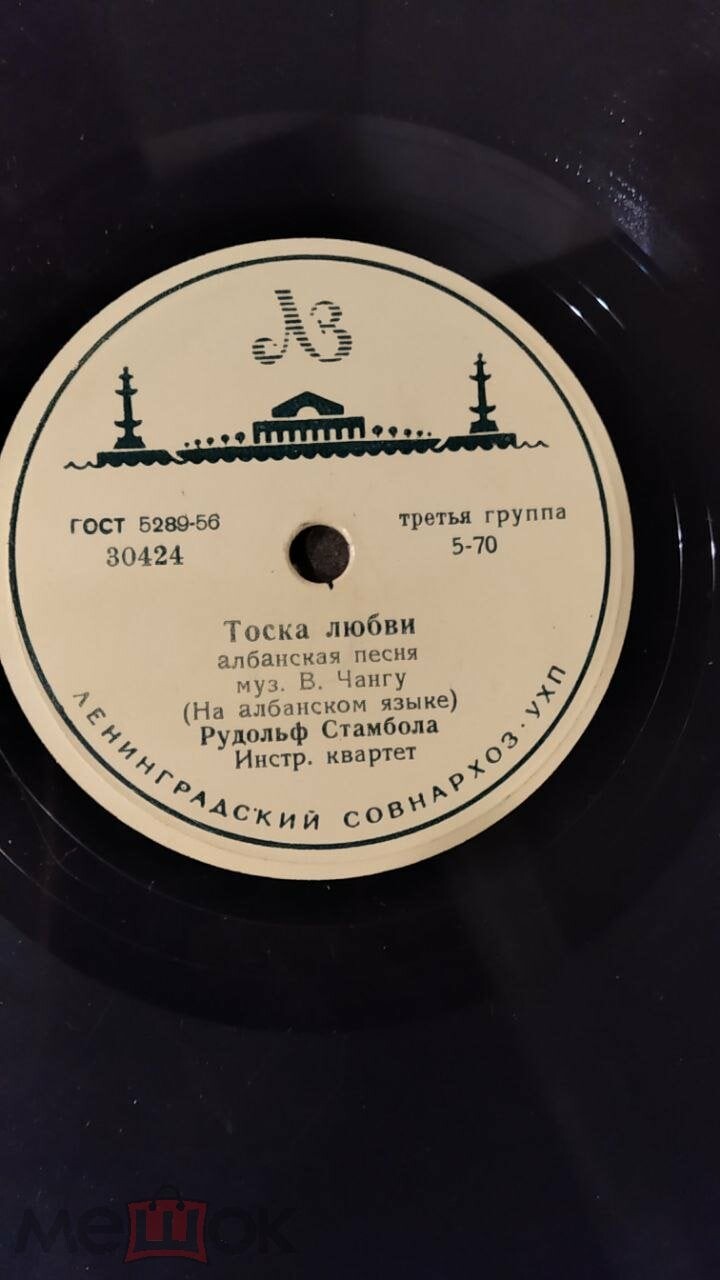 ЛЗ
ГОСТ 5289-56
30424
третья группа
5-70
Тоска любви
албанская песня
муз. В. Чангу
(На албанском языке)
Рудольф Стамбола
Инстр. квартет
ЛЕНИНГРАДСКИЙ СОВНАРХОЗ·УХП
мешок